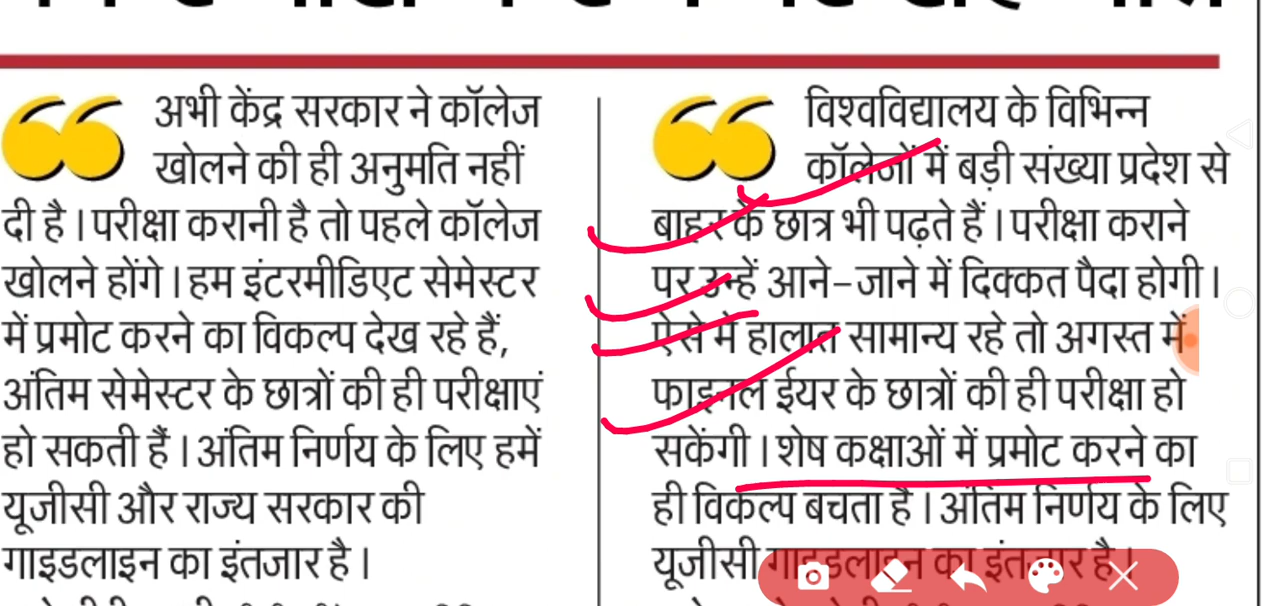 अभी केंद्र सरकार ने कॉलेज
खोलने की ही अनुमति नहीं
दी है। परीक्षा करानी है तो पहले कॉलेज
खोलने होंगे। हम इंटरमीडिएट सेमेस्टर
में प्रमोट करने का विकल्प देख रहे हैं,
अंतिम सेमेस्टर के छात्रों की ही परीक्षाएं
हो सकती हैं। अंतिम निर्णय के लिए हमें
यूजीसी और राज्य सरकार की
गाइडलाइन का इंतजार है।
विश्वविद्यालय के विभिन्न
कॉलेजों में बड़ी संख्या प्रदेश से
बाहर के छात्र भी पढ़ते हैं। परीक्षा कराने
पर उन्हें आने-जाने में दिक्कत पैदा होगी।
ऐसे में हालात सामान्य रहे तो अगस्त में
फाइनल ईयर के छात्रों की ही परीक्षा हो
सकेंगी। शेष कक्षाओं में प्रमोट करने का
ही विकल्प बचता है। अंतिम निर्णय के लिए
यूजीसी गाइडलाइन का इंतजार है।